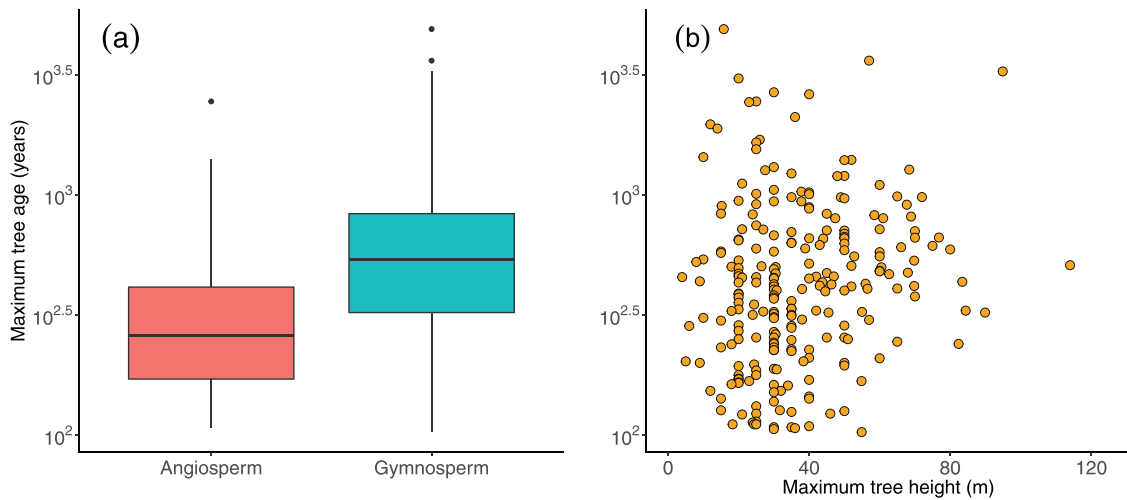 (a)
Maximum tree age (years)
10^3.5
10^3
10^2.5
10^2
Angiosperm
Gymnosperm
(b)
10^3.5
10^3
10^2.5
10^2
0
40
80
120
Maximum tree height (m)